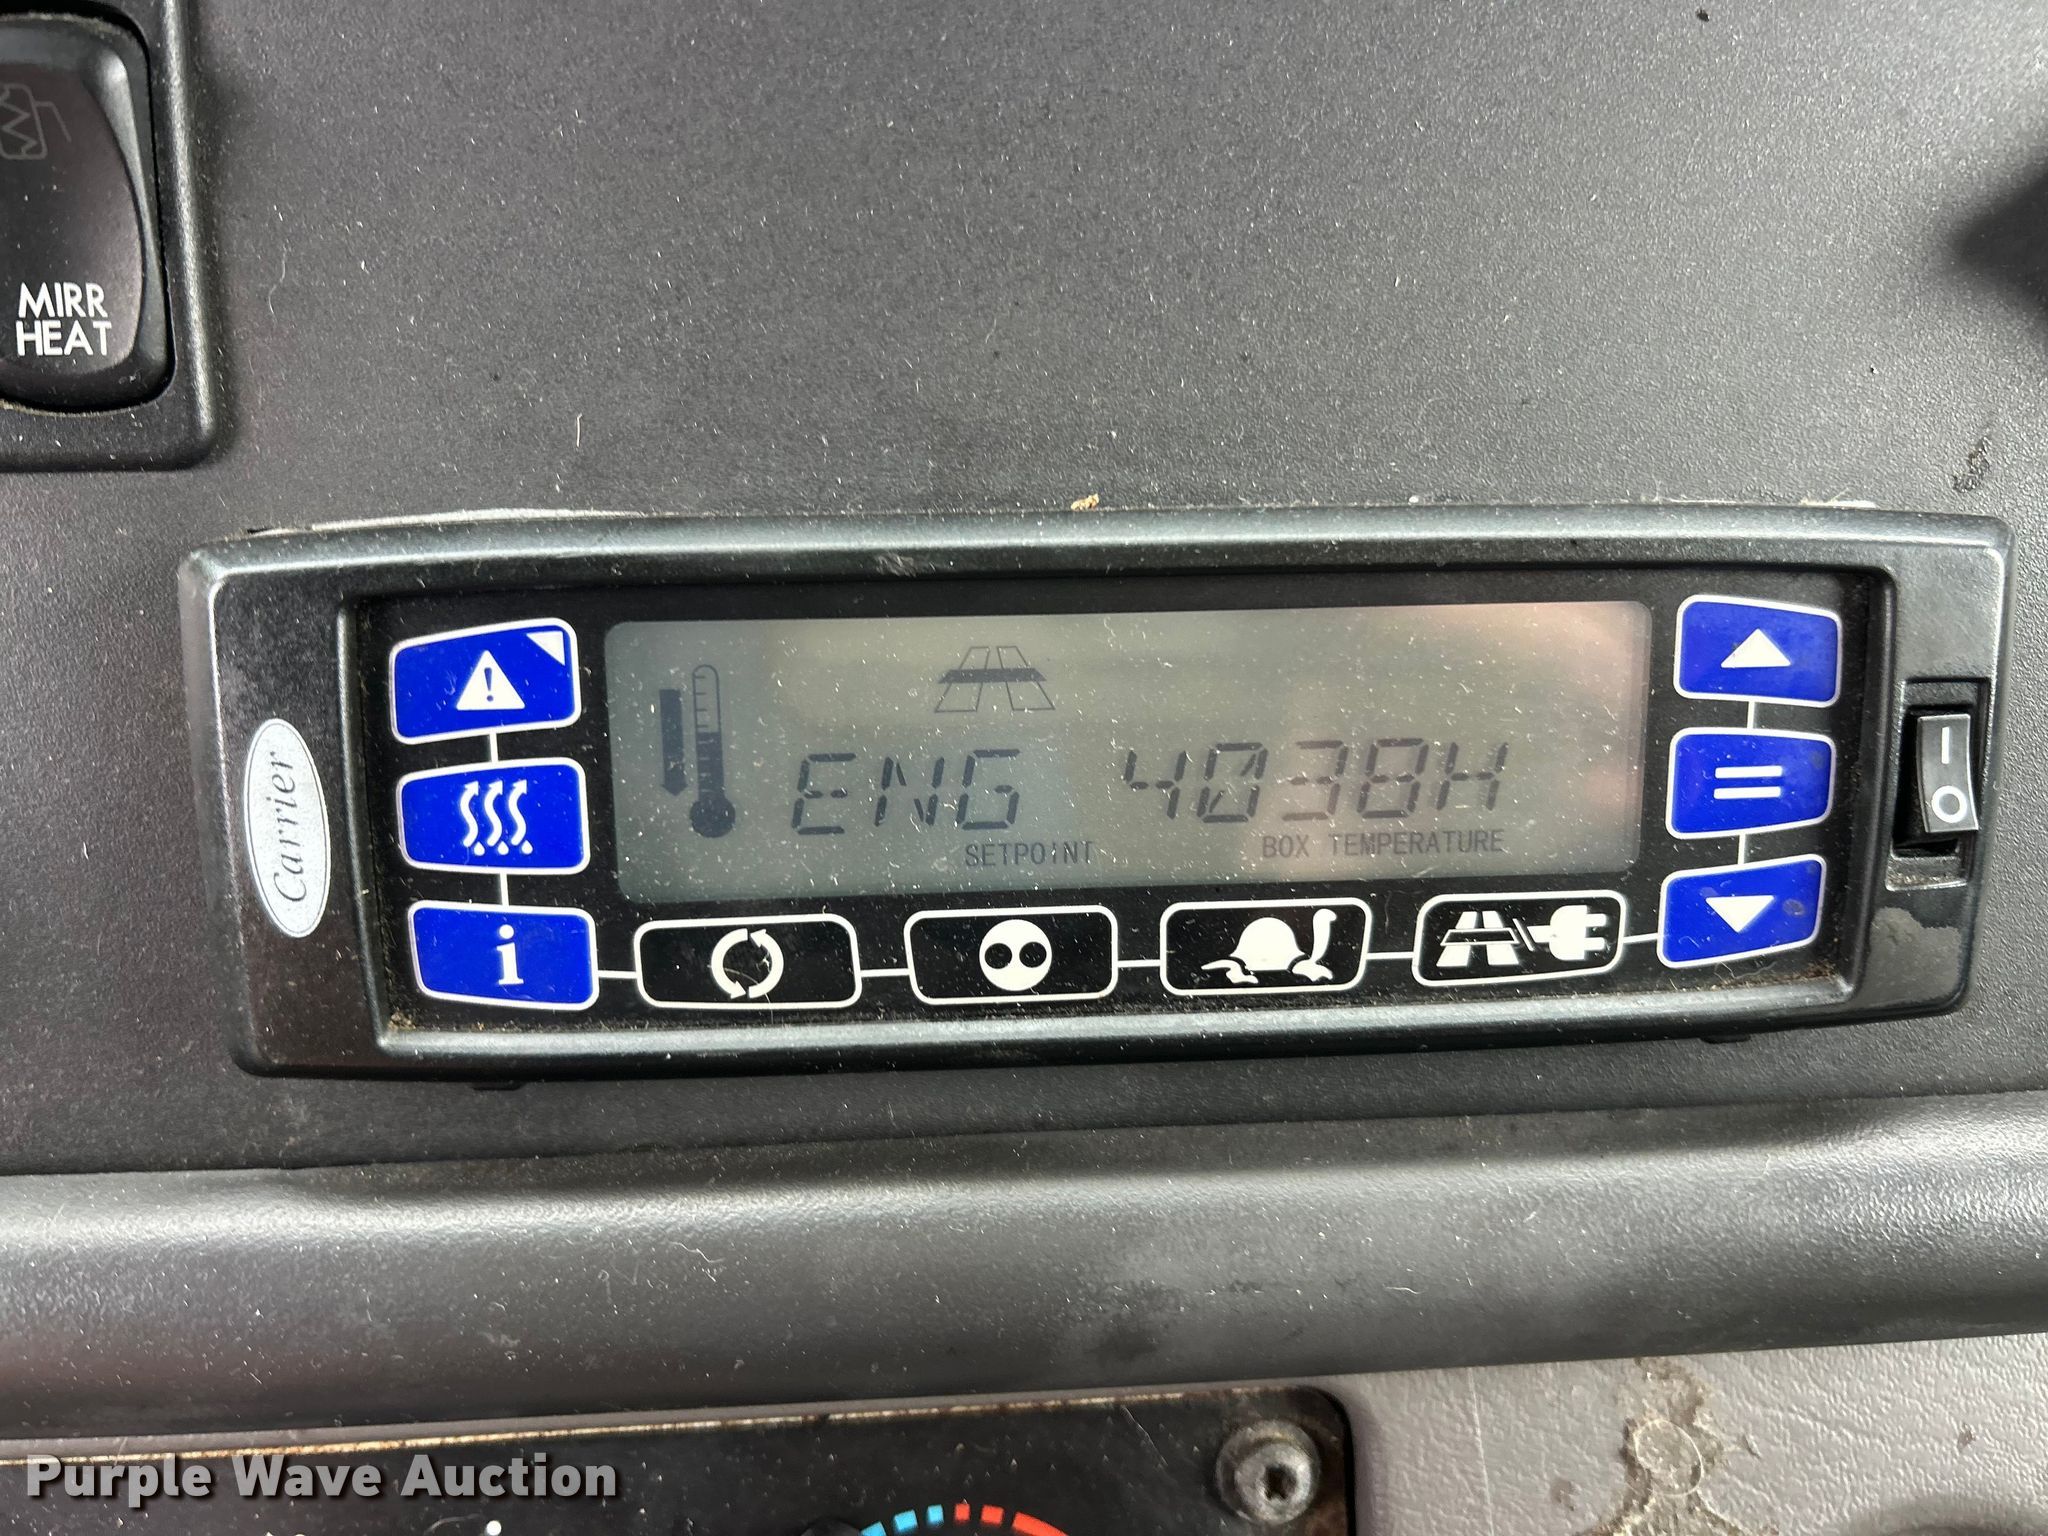 MIRR
HEAT
Carrier
ENG 4038H
SETPOINT BOX TEMPERATURE
i
Purple Wave Auction